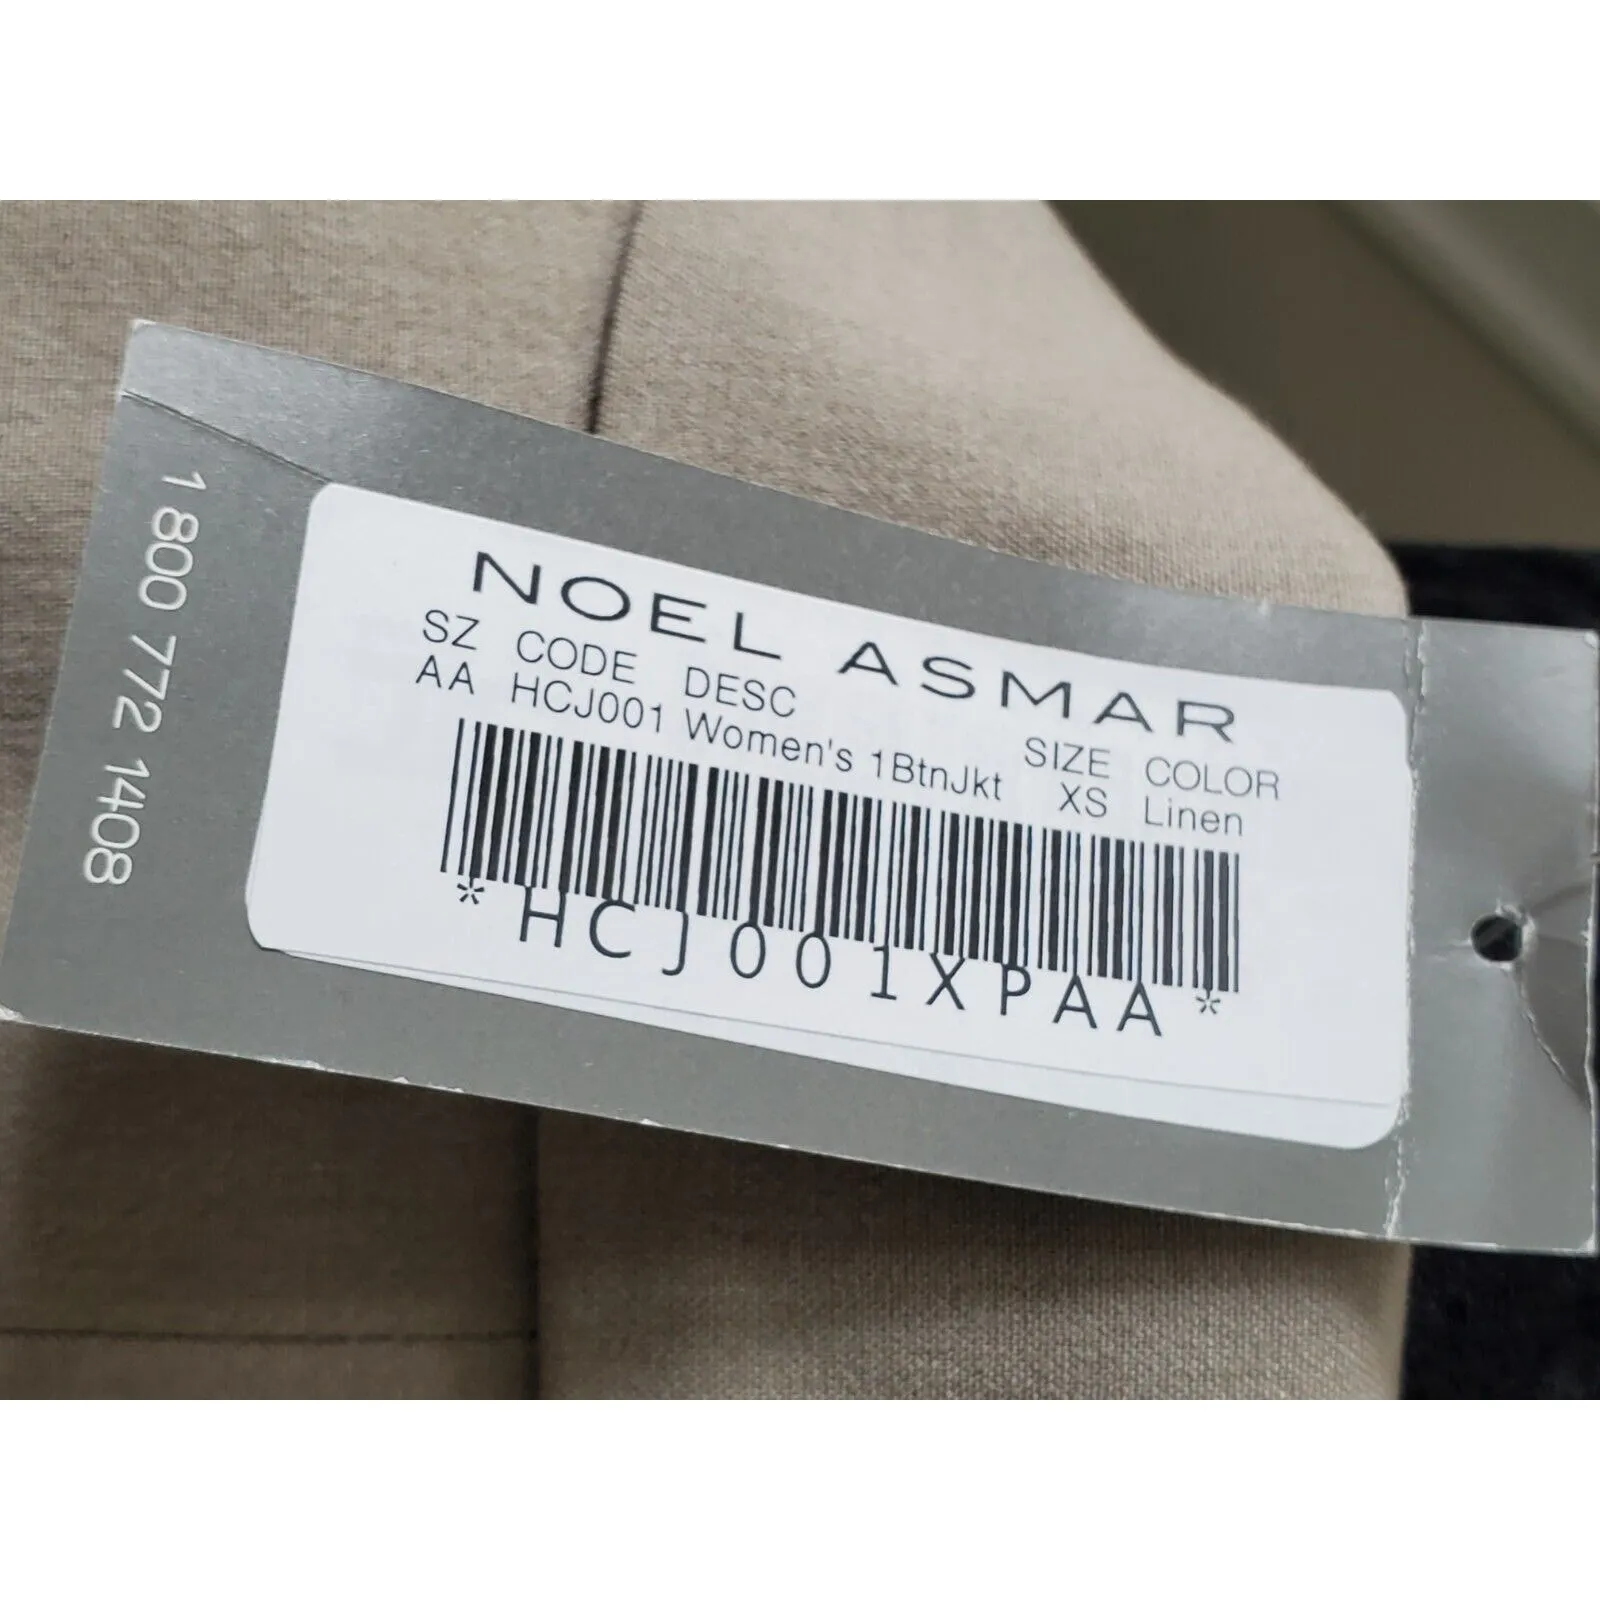 NOEL ASMAR
SZ CODE DESC SIZE COLOR
AA HCJ001 Women's 1BtnJkt XS Linen
*HCJ001XPAA*
1 800 772 1408